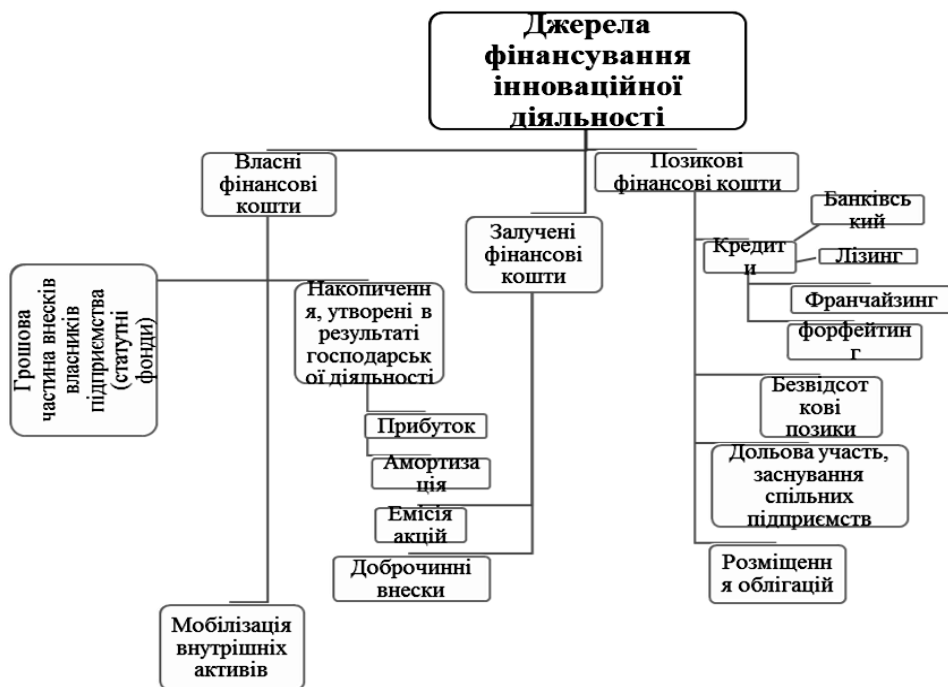 Джерела
фінансування
інноваційної
діяльності
Власні
фінансові
кошти
Позикові
фінансові кошти
Залучені
фінансові
кошти
Кредит
и
Банківсь
кий
Лізинг
Франчайзинг
форфейтин
г
Грошова
частина внесків
власників
підприємства
(статутні
фонди)
Накопиченн
я, утворені в
результаті
господарськ
ої діяльності
Прибуток
Амортиза
ція
Емісія
акцій
Доброчинні
внески
Безвідсот
кові
позики
Дольова участь,
заснування
спільних
підприємств
Розміщенн
я облігацій
Мобілізація
внутрішніх
активів